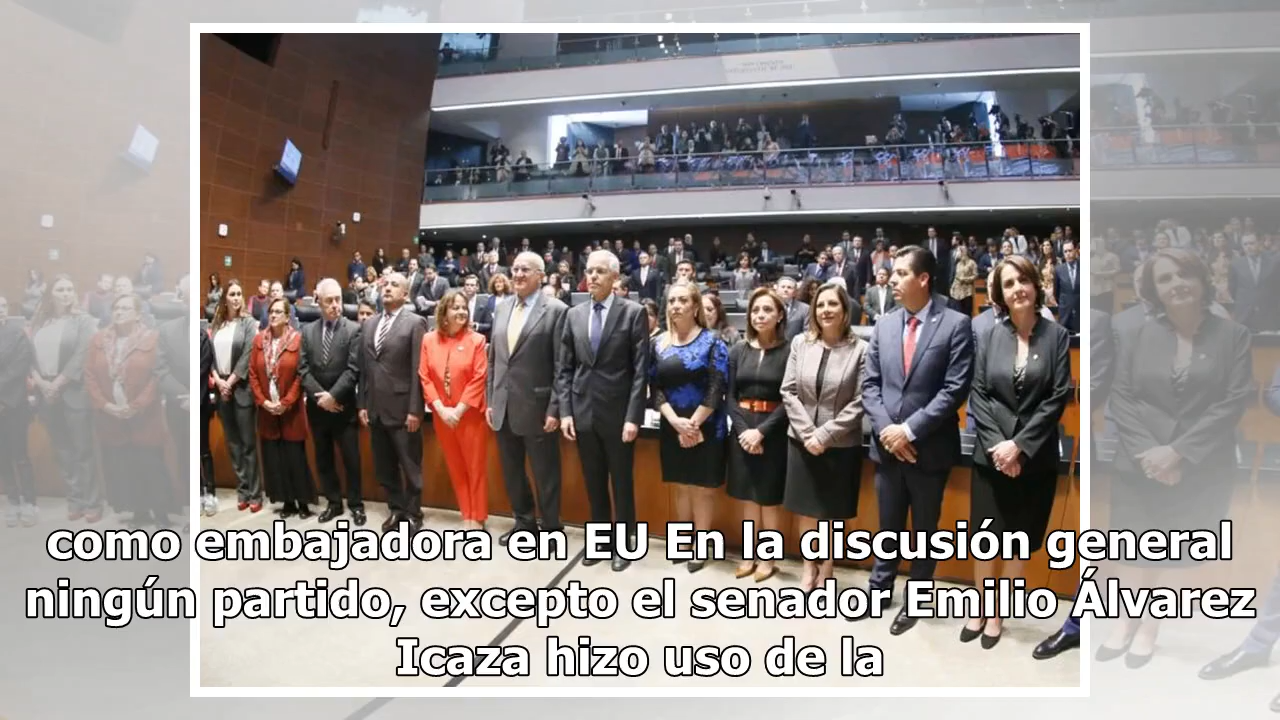 como embajadora en EU En la discusión general
ningún partido, excepto el senador Emilio Álvarez
Icaza hizo uso de la